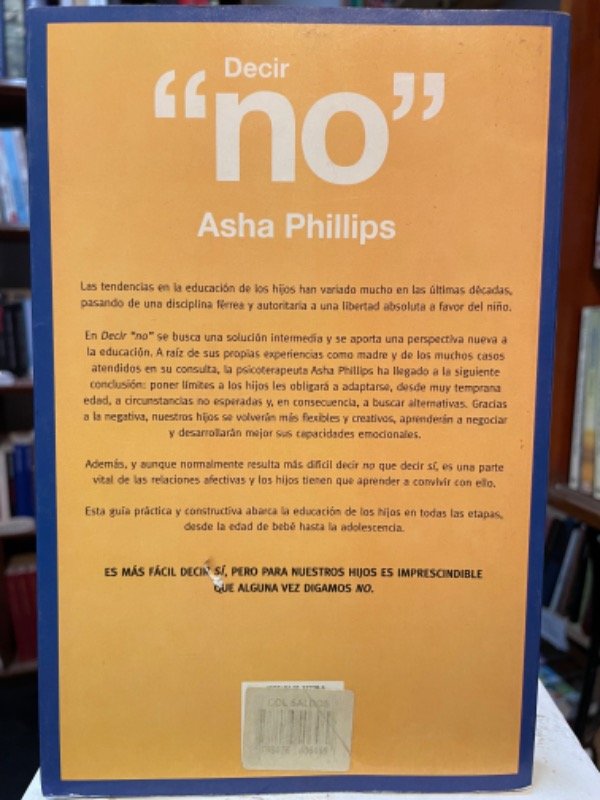 Decir
“no”
Asha Phillips
Las tendencias en la educación de los hijos han variado mucho en las últimas décadas,
pasando de una disciplina férrea y autoritaria a una libertad absoluta a favor del niño.
En Decir “no” se busca una solución intermedia y se aporta una perspectiva nueva a
la educación. A raíz de sus propias experiencias como madre y de los muchos casos
atendidos en su consulta, la psicoterapeuta Asha Phillips ha llegado a la siguiente
conclusión: poner límites a los hijos les obligará a adaptarse, desde muy temprana
edad, a circunstancias no esperadas y, en consecuencia, a buscar alternativas. Gracias
a la negativa, nuestros hijos se volverán más flexibles y creativos, aprenderán a negociar
y desarrollarán mejor sus capacidades emocionales.
Además, y aunque normalmente resulta más difícil decir no que decir sí, es una parte
vital de las relaciones afectivas y los hijos tienen que aprender a convivir con ello.
Esta guía práctica y constructiva abarca la educación de los hijos en todas las etapas,
desde la edad de bebé hasta la adolescencia.
ES MÁS FÁCIL DECIR SÍ, PERO PARA NUESTROS HIJOS ES IMPRESCINDIBLE
QUE ALGUNA VEZ DIGAMOS NO.
SALDOS